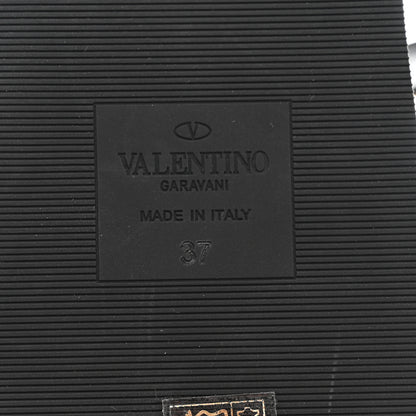 V
VALENTINO
GARAVANI
MADE IN ITALY
37